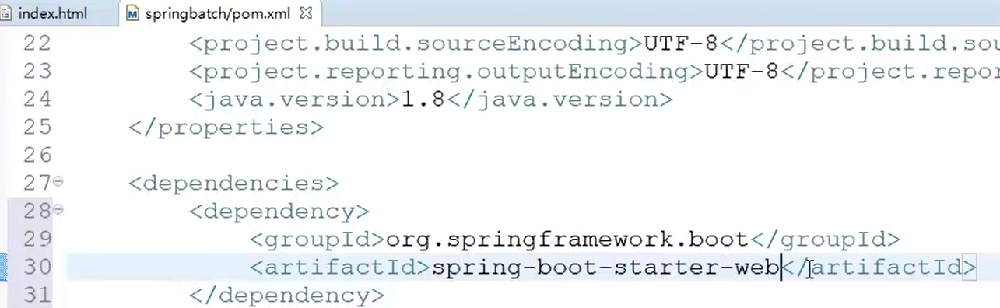 index.html springbatch/pom.xml
22 <project.build.sourceEncoding>UTF-8</project.build.sou
23 <project.reporting.outputEncoding>UTF-8</project.repor
24 <java.version>1.8</java.version>
25 </properties>
26
27 <dependencies>
28 <dependency>
29 <groupId>org.springframework.boot</groupId>
30 <artifactId>spring-boot-starter-web</artifactId>
31 </dependency>